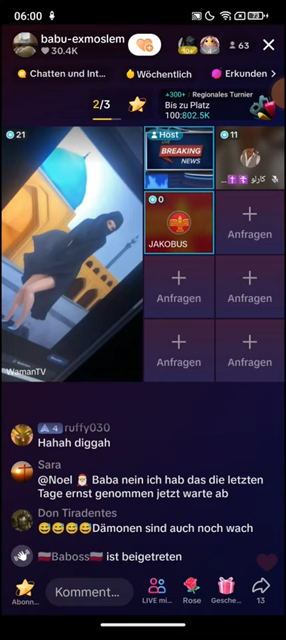 06:00
73
babu-exmoslem
30.4K
10+
63
Chatten und Int...
Wöchentlich
Erkunden
2/3
+300+ Regionales Turnier
Bis zu Platz
100:802.5K
21
Host
11
BREAKING
NEWS
کارلو
0
JAKOBUS
Anfragen
Anfragen
Anfragen
Anfragen
Anfragen
WamanTV
4 ruffy030
Hahah diggah
Sara
@Noel 🎅 Baba nein ich hab das die letzten
Tage ernst genommen jetzt warte ab
Don Tiradentes
😅😅😅😅Dämonen sind auch noch wach
🇵🇱Baboss🇵🇱 ist beigetreten
Abonn...
Komment...
LIVE mi...
Rose
Gesche...
13